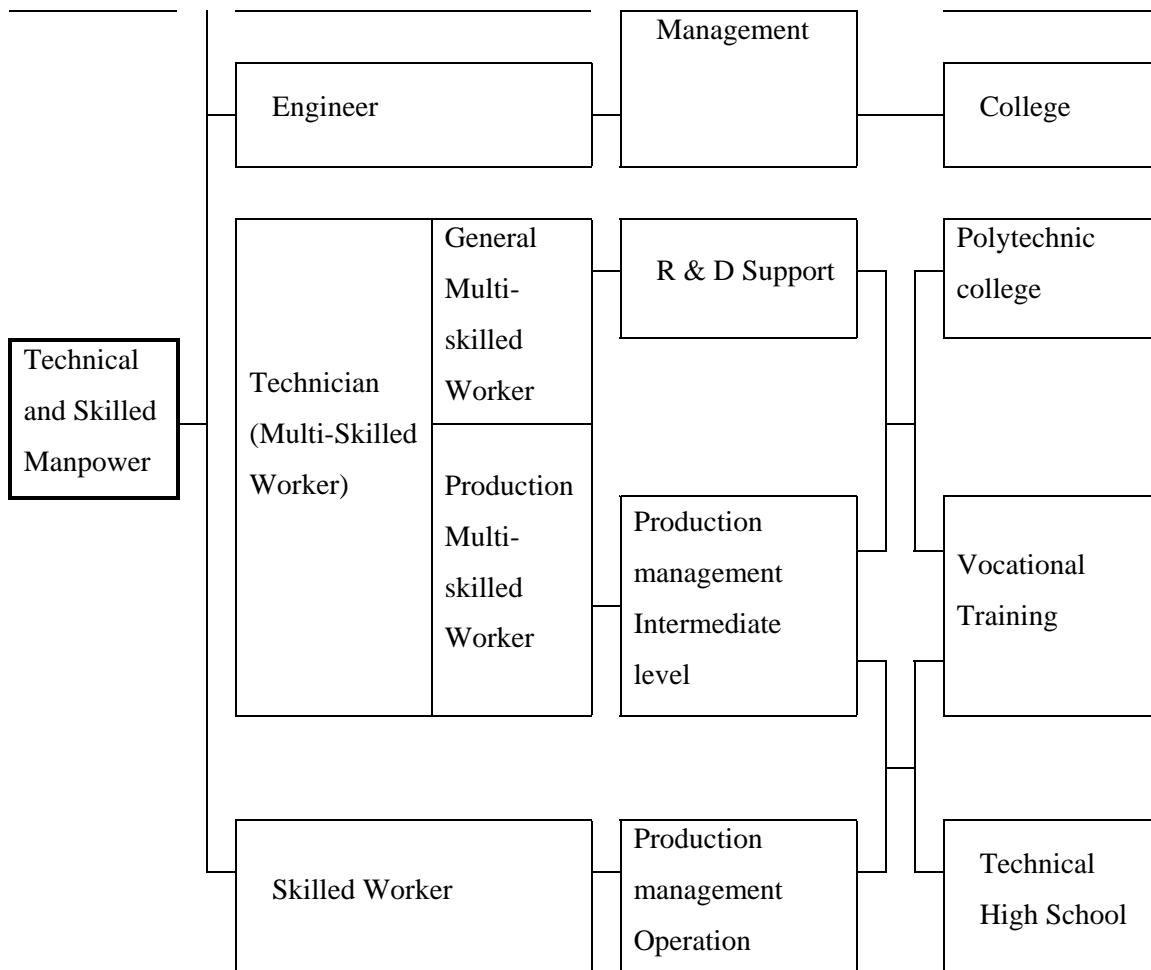 Management
Engineer
College
Technical
and Skilled
Manpower
Technician
(Multi-Skilled
Worker)
General
Multi-
skilled
Worker
Production
Multi-
skilled
Worker
R & D Support
Production
management
Intermediate
level
Polytechnic
college
Vocational
Training
Skilled Worker
Production
management
Operation
Technical
High School